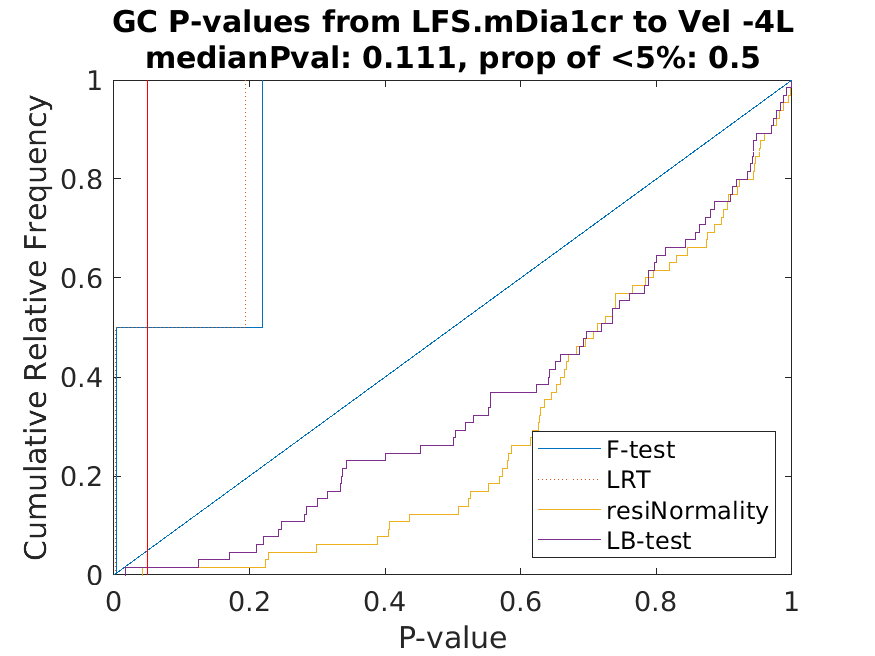 GC P-values from LFS.mDia1cr to Vel -4L
medianPval: 0.111, prop of <5%: 0.5
Cumulative Relative Frequency
1
0.8
0.6
0.4
0.2
0
0
0.2
0.4
0.6
0.8
1
P-value
F-test
LRT
resiNormality
LB-test